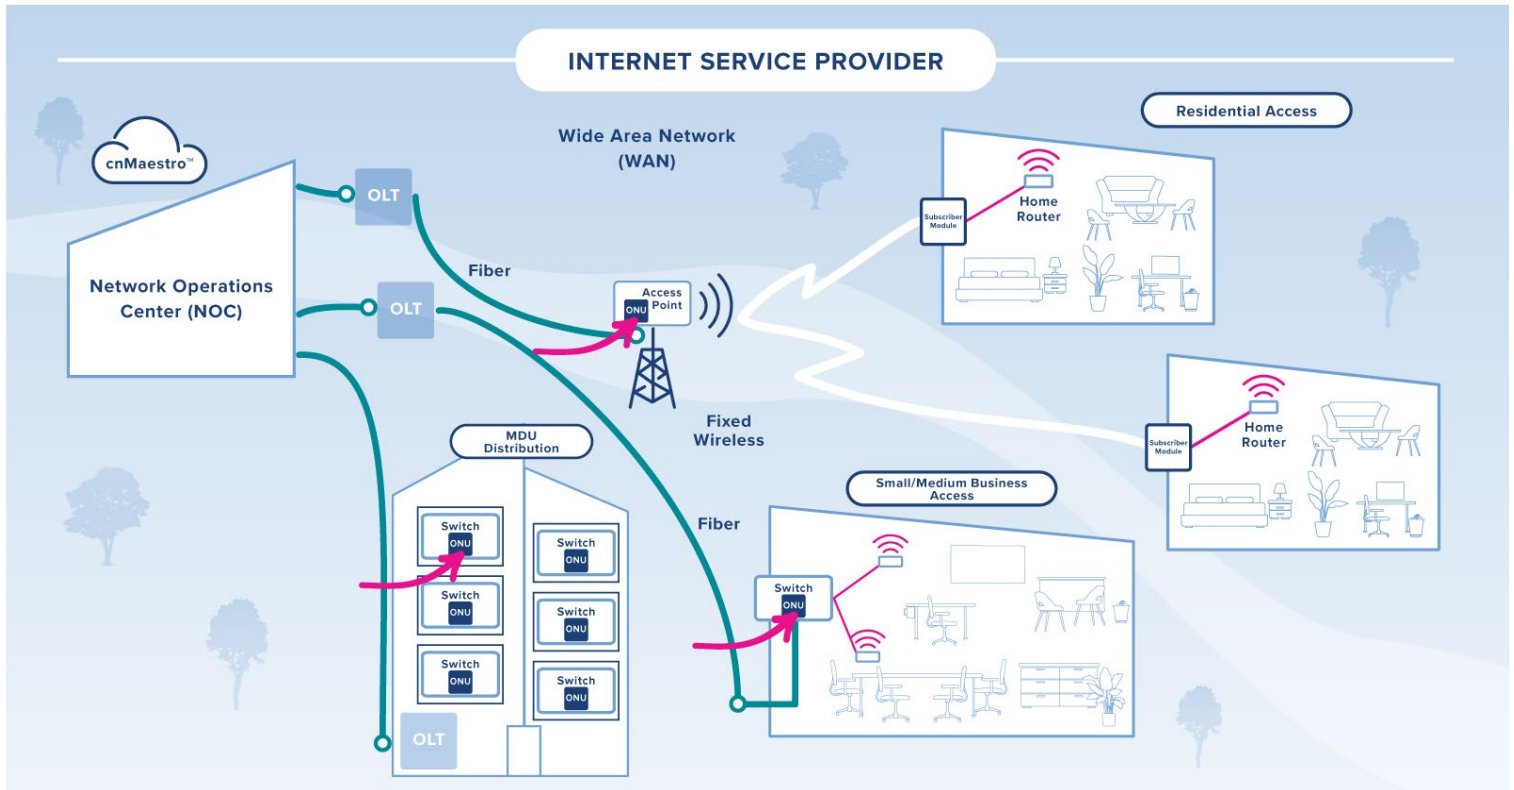 INTERNET SERVICE PROVIDER
Residential Access
Wide Area Network
(WAN)
cnMaestro™
OLT
Subscriber
Module
Home
Router
Fiber
Network Operations
Center (NOC)
OLT
Access
Point
ONU
Fixed
Wireless
Subscriber
Module
Home
Router
MDU
Distribution
Small/Medium Business
Access
Fiber
Switch
ONU
Switch
ONU
Switch
ONU
Switch
ONU
Switch
ONU
Switch
ONU
OLT
Switch
ONU